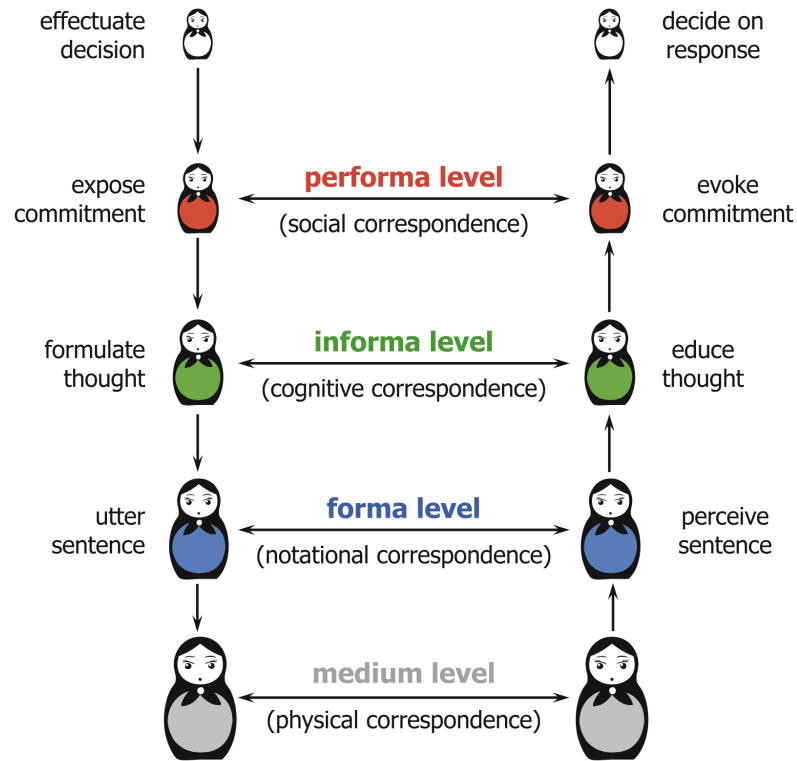 effectuate
decision
decide on
response
expose
commitment
performa level
(social correspondence)
evoke
commitment
formulate
thought
informa level
(cognitive correspondence)
educe
thought
utter
sentence
forma level
(notational correspondence)
perceive
sentence
medium level
(physical correspondence)